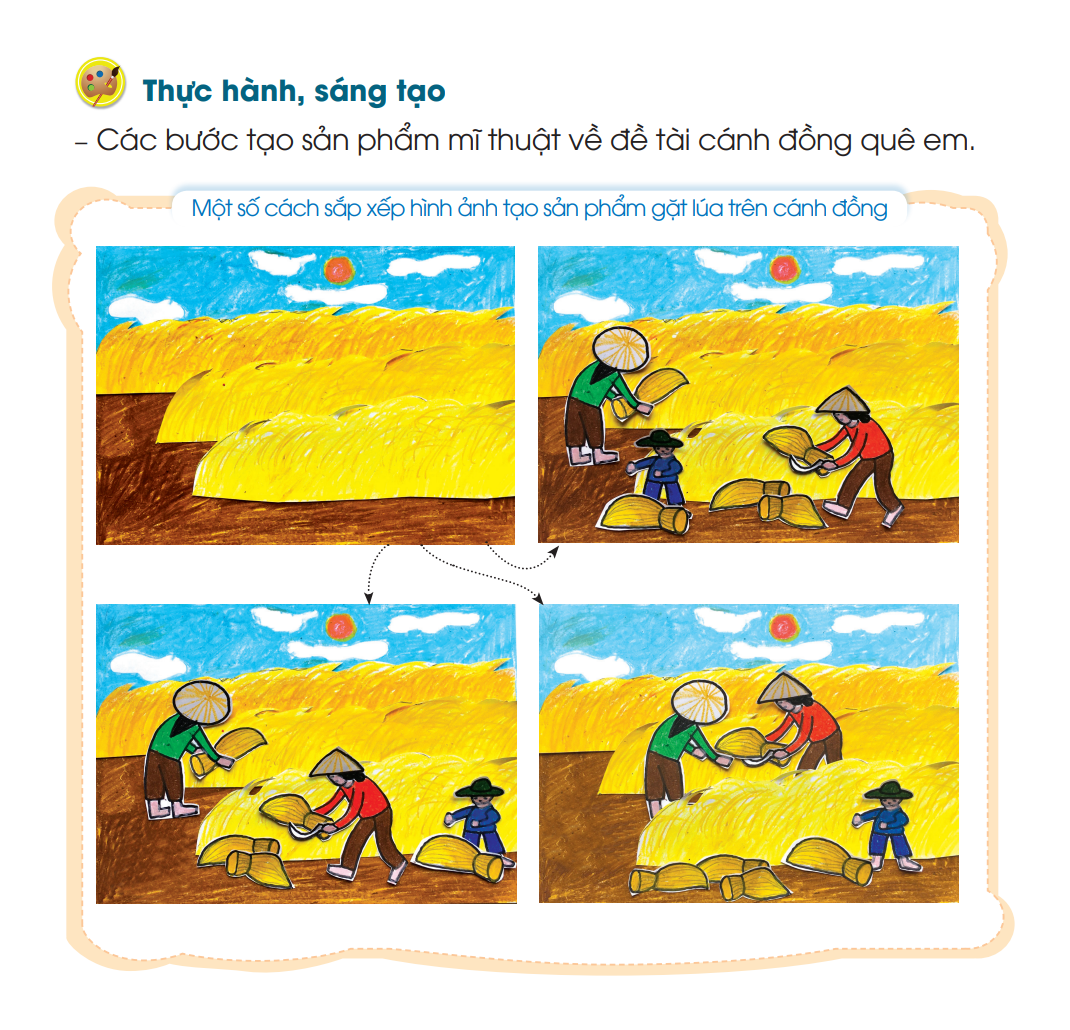 Thực hành, sáng tạo
– Các bước tạo sản phẩm mĩ thuật về đề tài cánh đồng quê em.
Một số cách sắp xếp hình ảnh tạo sản phẩm gặt lúa trên cánh đồng